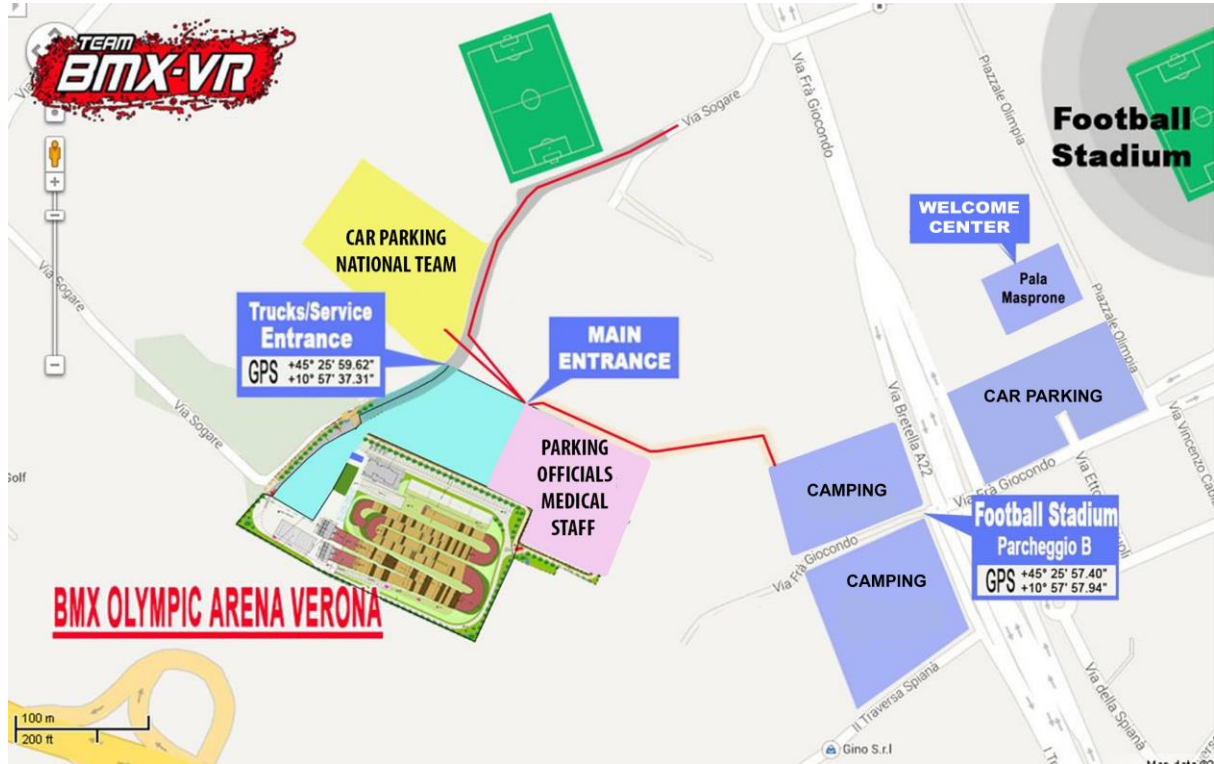 TEAM
BMX-VR
Via Sogare
Via Frà Giocondo
Piazzale Olimpia
Football
Stadium
WELCOME
CENTER
Pala
Masprone
Piazzale Olimpia
CAR PARKING
NATIONAL TEAM
Via Sogare
Trucks/Service
Entrance
GPS +45° 25' 59.62"
+10° 57' 37.31"
MAIN
ENTRANCE
CAR PARKING
Via Bretella A22
Via Sogare
Via Vincenzo
PARKING
OFFICIALS
MEDICAL
STAFF
Golf
CAMPING
Via Frà Giocondo
Football Stadium
Parcheggio B
GPS +45° 25' 57.40"
+10° 57' 57.94"
Via Frà Giocondo
CAMPING
BMX OLYMPIC ARENA VERONA
Via della Spianà
II Traversa Spianà
100 m
200 ft
Gino S.r.l